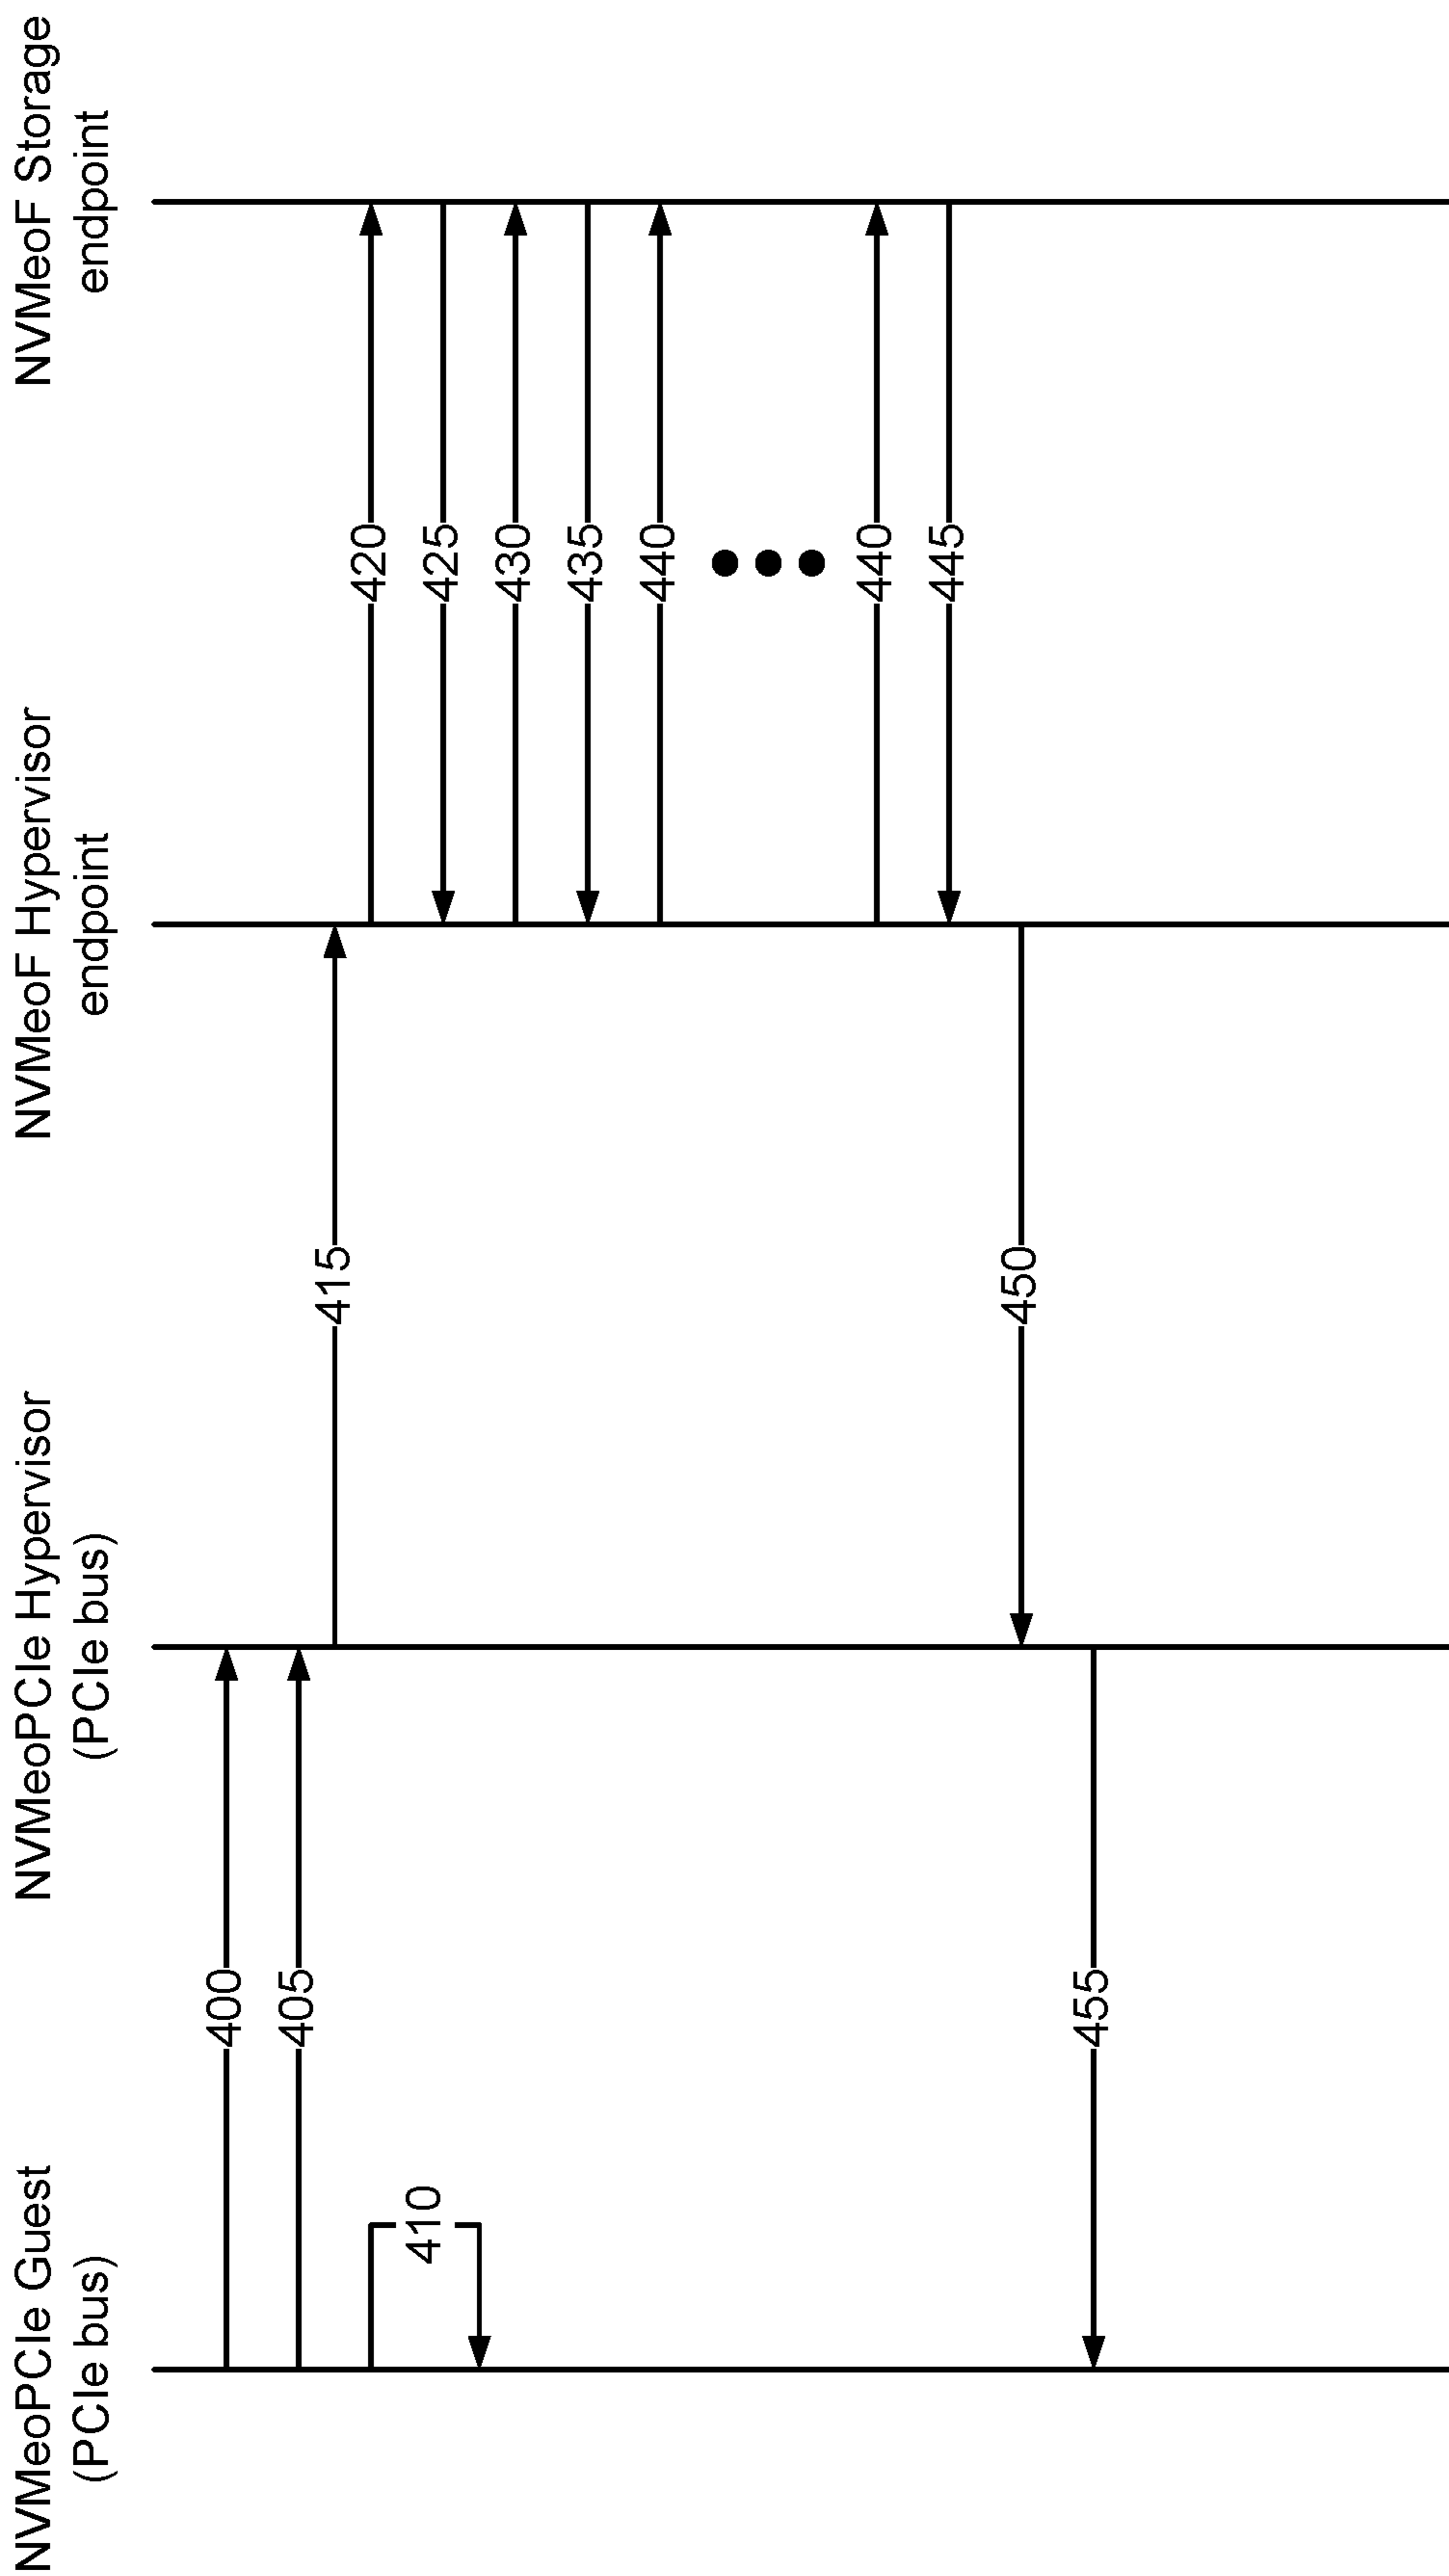 NVMeoPCIe Guest
(PCIe bus)
NVMeoPCIe Hypervisor
(PCIe bus)
NVMeoF Hypervisor
endpoint
NVMeoF Storage
endpoint
400
405
415
410
420
425
430
435
440
440
445
450
455